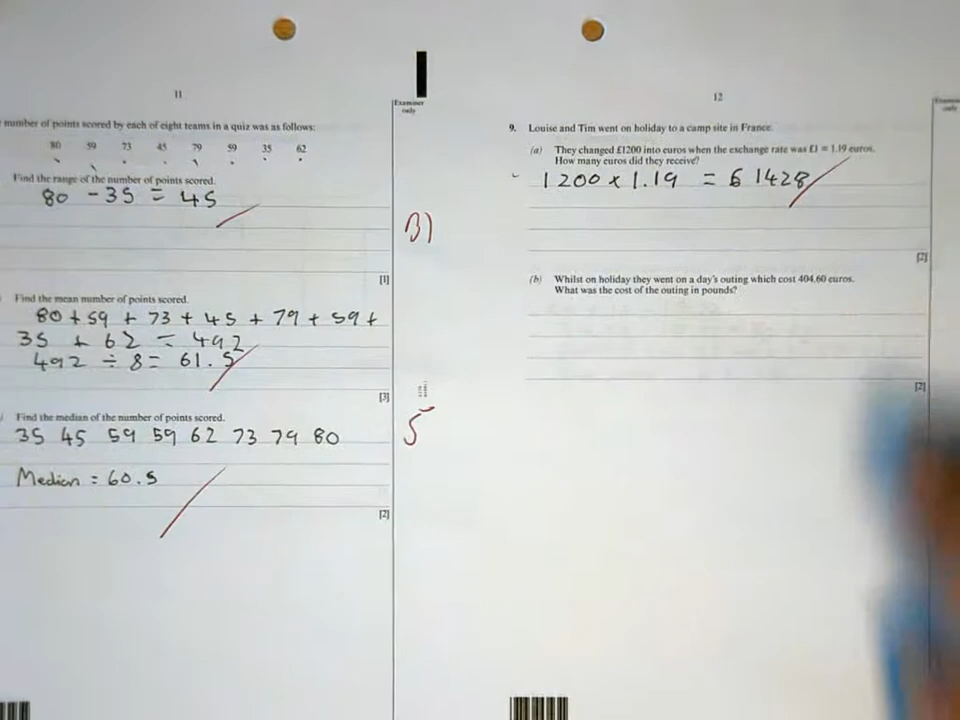 11
number of points scored by each of eight teams in a quiz was as follows:
80 59 73 45 79 59 35 62
Find the range of the number of points scored.
80 - 35 = 45
[1]
Find the mean number of points scored.
80 + 59 + 73 + 45 + 79 + 59 +
35 + 62 = 492
492 ÷ 8 = 61.5
[3]
Find the median of the number of points scored.
35 45 59 59 62 73 79 80
Median = 60.5
[2]
Examiner
only
5
12
9. Louise and Tim went on holiday to a camp site in France.
(a) They changed £1200 into euros when the exchange rate was £1 = 1.19 euros.
How many euros did they receive?
1200 x 1.19 = € 1428
[2]
(b) Whilst on holiday they went on a day's outing which cost 404.60 euros.
What was the cost of the outing in pounds?
[2]
Examiner
only